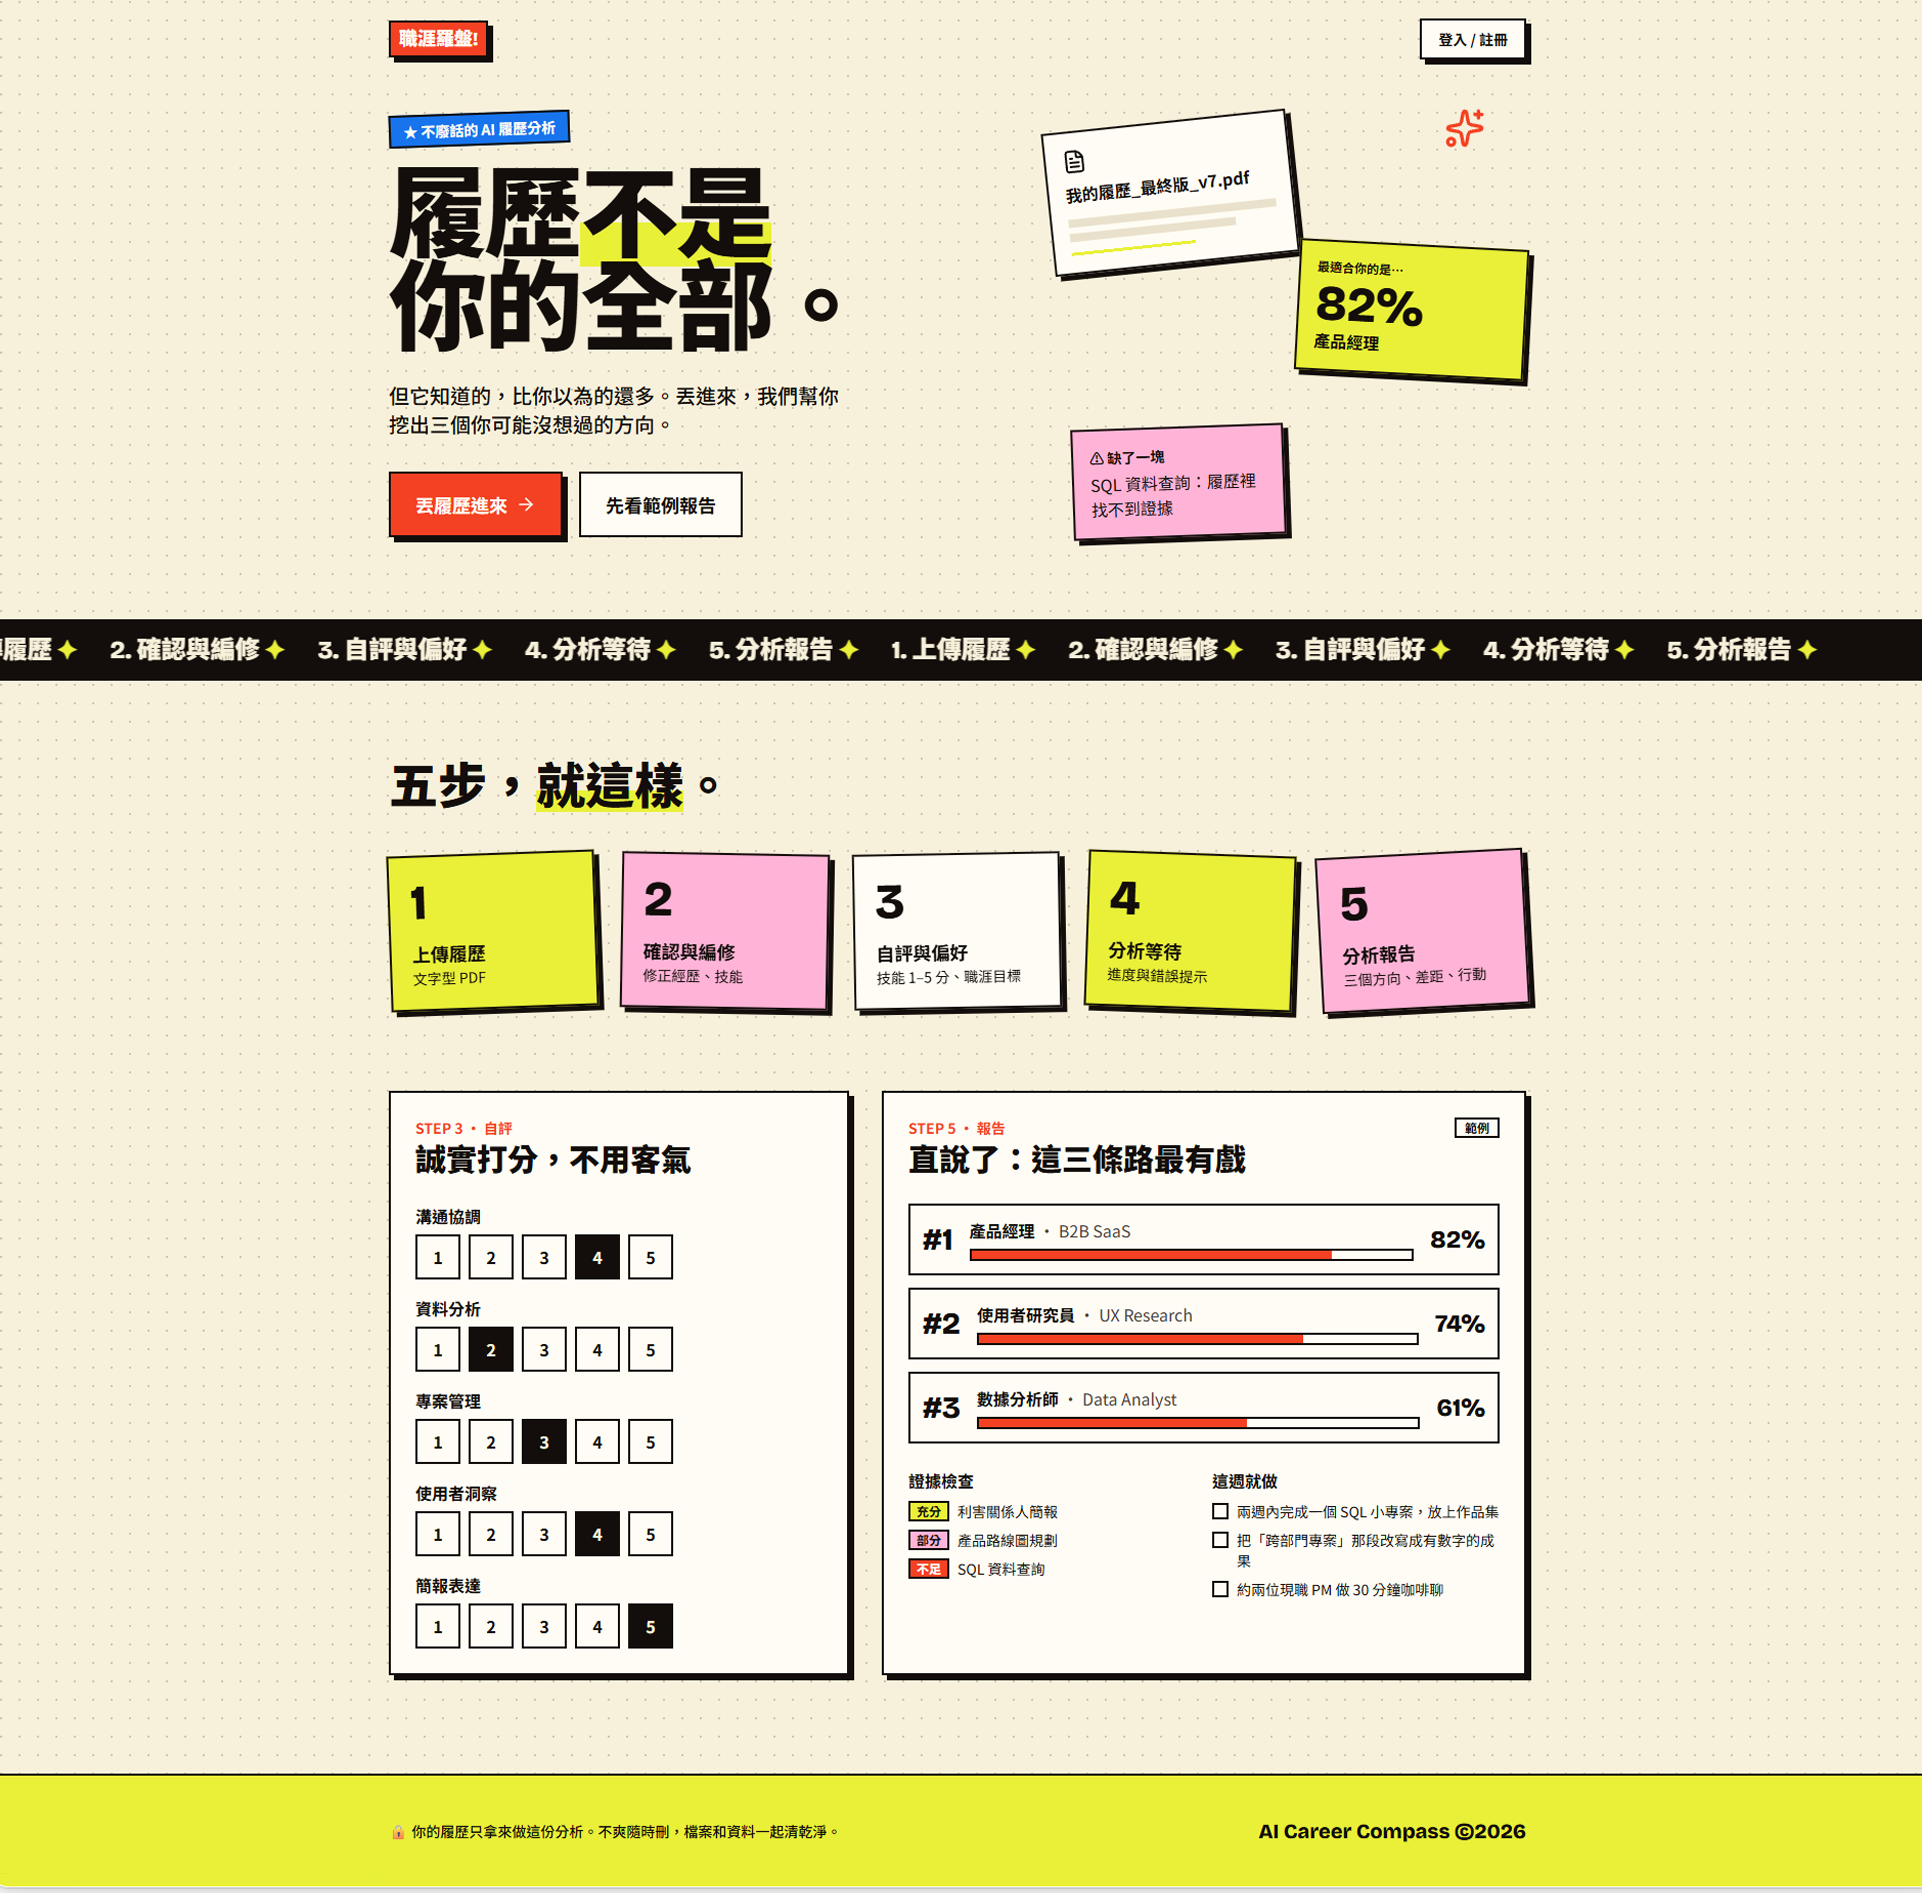 職涯羅盤!
登入 / 註冊
★ 不廢話的 AI 履歷分析
履歷不是
你的全部。
但它知道的，比你以為的還多。丟進來，我們幫你
挖出三個你可能沒想過的方向。
丟履歷進來 →
先看範例報告
我的履歷_最終版_v7.pdf
最適合你的是…
82%
產品經理
缺了一塊
SQL 資料查詢：履歷裡
找不到證據
履歷 ✦ 2. 確認與編修 ✦ 3. 自評與偏好 ✦ 4. 分析等待 ✦ 5. 分析報告 ✦ 1. 上傳履歷 ✦ 2. 確認與編修 ✦ 3. 自評與偏好 ✦ 4. 分析等待 ✦ 5. 分析報告 ✦
五步，就這樣。
1
上傳履歷
文字型 PDF
2
確認與編修
修正經歷、技能
3
自評與偏好
技能 1–5 分、職涯目標
4
分析等待
進度與錯誤提示
5
分析報告
三個方向、差距、行動
STEP 3 · 自評
誠實打分，不用客氣
溝通協調
1 2 3 4 5
資料分析
1 2 3 4 5
專案管理
1 2 3 4 5
使用者洞察
1 2 3 4 5
簡報表達
1 2 3 4 5
STEP 5 · 報告
範例
直說了：這三條路最有戲
#1 產品經理 · B2B SaaS 82%
#2 使用者研究員 · UX Research 74%
#3 數據分析師 · Data Analyst 61%
證據檢查
充分 利害關係人簡報
部分 產品路線圖規劃
不足 SQL 資料查詢
這週就做
兩週內完成一個 SQL 小專案，放上作品集
把「跨部門專案」那段改寫成有數字的成
果
約兩位現職 PM 做 30 分鐘咖啡聊
🔒 你的履歷只拿來做這份分析。不爽隨時刪，檔案和資料一起清乾淨。
AI Career Compass ©2026